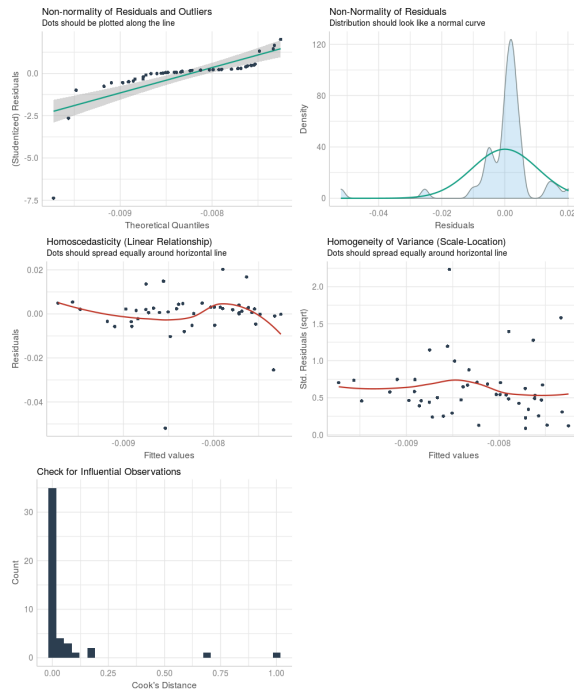 Non-normality of Residuals and Outliers
Dots should be plotted along the line
0.0
-2.5
-5.0
-7.5
(Studentized) Residuals
-0.009
-0.008
Theoretical Quantiles
Non-Normality of Residuals
Distribution should look like a normal curve
120
80
40
0
Density
-0.04
-0.02
0.00
0.02
Residuals
Homoscedasticity (Linear Relationship)
Dots should spread equally around horizontal line
0.02
0.00
-0.02
-0.04
Residuals
-0.009
-0.008
Fitted values
Homogeneity of Variance (Scale-Location)
Dots should spread equally around horizontal line
2.0
1.5
1.0
0.5
0.0
Std. Residuals (sqrt)
-0.009
-0.008
Fitted values
Check for Influential Observations
30
20
10
0
Count
0.00
0.25
0.50
0.75
1.00
Cook's Distance